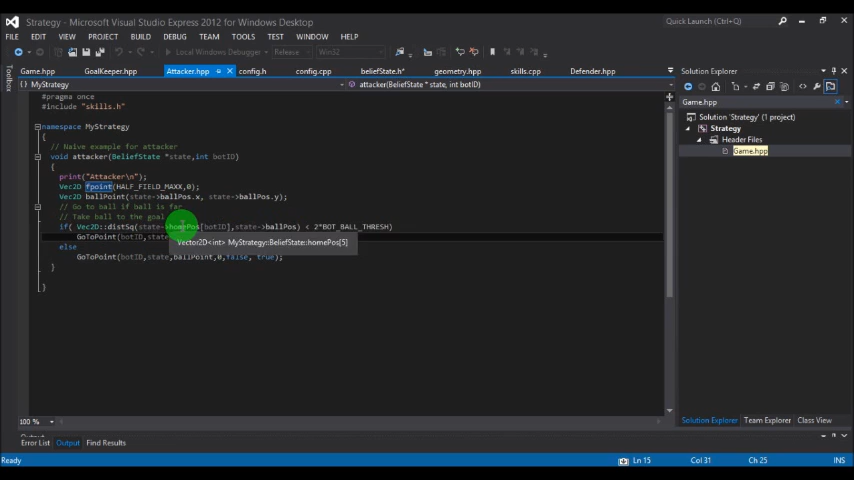 Strategy - Microsoft Visual Studio Express 2012 for Windows Desktop
Quick Launch (Ctrl+Q)
FILE EDIT VIEW PROJECT BUILD DEBUG TEAM TOOLS TEST WINDOW HELP
Local Windows Debugger Release Win32
Toolbox
Game.hpp GoalKeeper.hpp Attacker.hpp config.h config.cpp beliefState.h* geometry.hpp skills.cpp Defender.hpp
MyStrategy attacker(BeliefState * state, int botID)
#pragma once
#include "skills.h"
namespace MyStrategy
{
// Naive example for attacker
void attacker(BeliefState *state,int botID)
{
print("Attacker\n");
Vec2D fpoint(HALF_FIELD_MAXX,0);
Vec2D ballPoint(state->ballPos.x, state->ballPos.y);
// Go to ball if ball is far
// Take ball to the goal
if( Vec2D::distSq(state->homePos[botID],state->ballPos) < 2*BOT_BALL_THRESH)
GoToPoint(botID,state
Vector2D<int> MyStrategy::BeliefState::homePos[5]
else
GoToPoint(botID,state,ballPoint,0,false, true);
}
}
100 %
Output
Error List Output Find Results
Solution Explorer
Game.hpp
Solution 'Strategy' (1 project)
Strategy
Header Files
Game.hpp
Solution Explorer Team Explorer Class View
Ready Ln 15 Col 31 Ch 25 INS